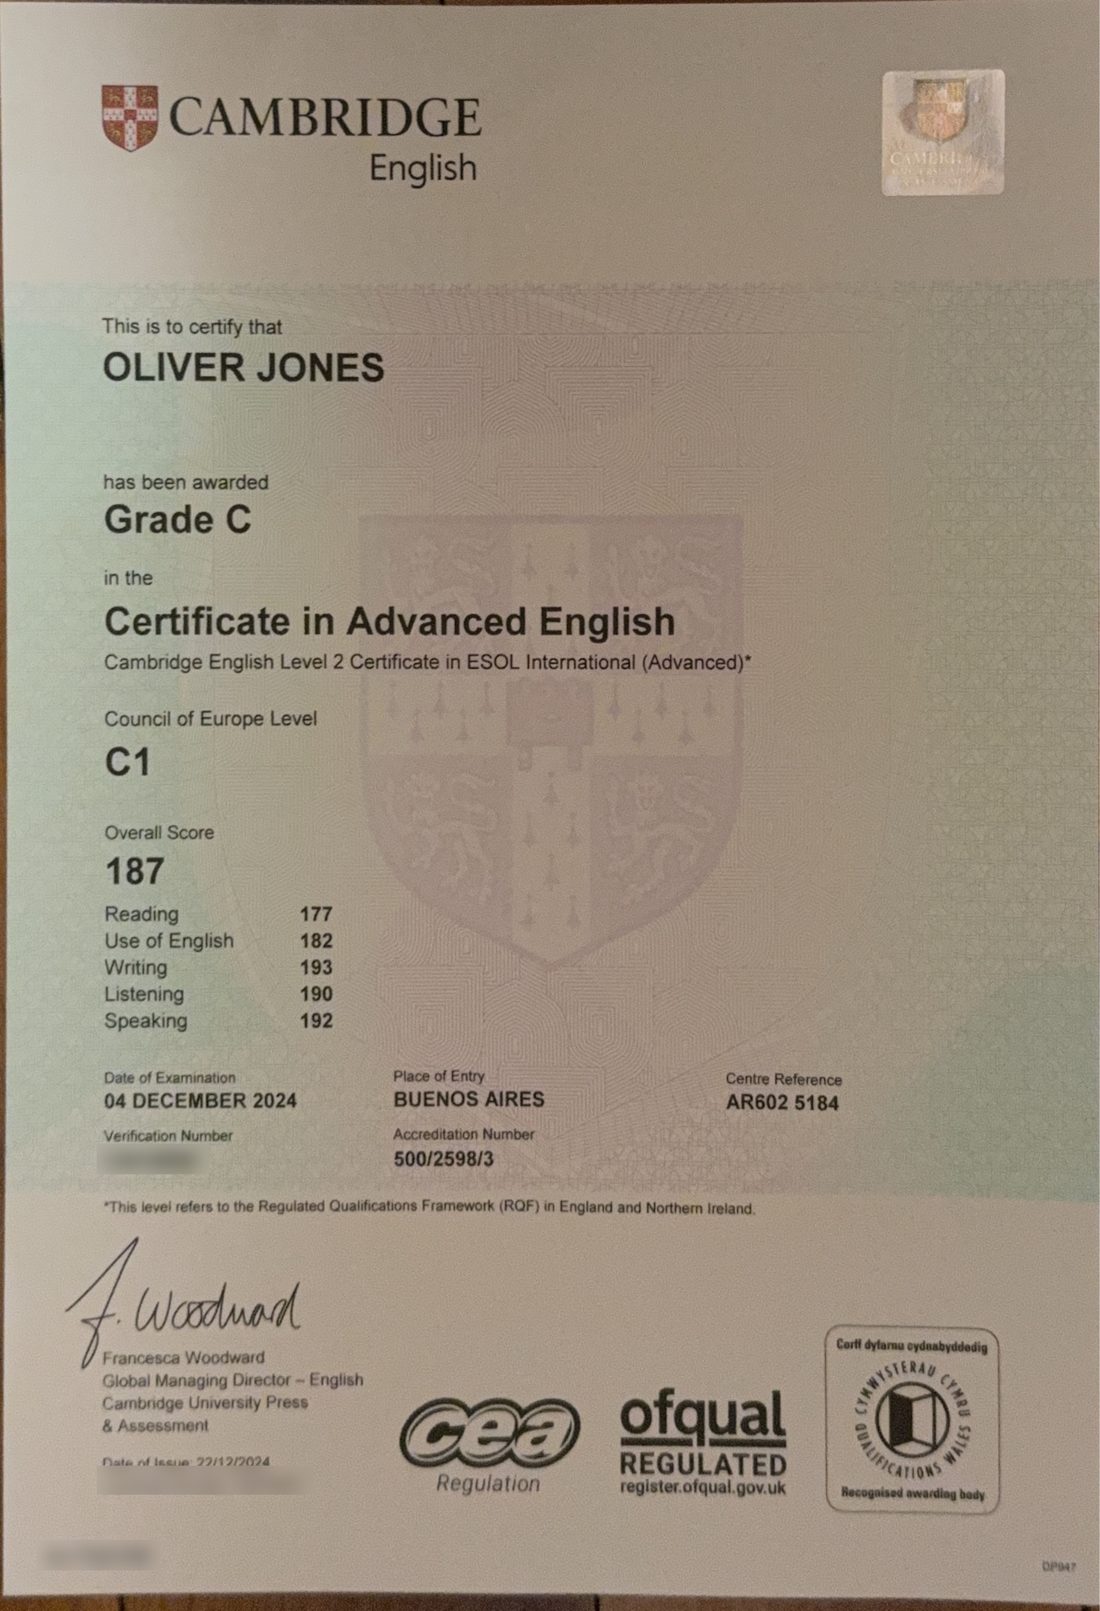 CAMBRIDGE
English
This is to certify that
OLIVER JONES
has been awarded
Grade C
in the
Certificate in Advanced English
Cambridge English Level 2 Certificate in ESOL International (Advanced)*
Council of Europe Level
C1
Overall Score
187
Reading 177
Use of English 182
Writing 193
Listening 190
Speaking 192
Date of Examination Place of Entry Centre Reference
04 DECEMBER 2024 BUENOS AIRES AR602 5184
Verification Number Accreditation Number
500/2598/3
*This level refers to the Regulated Qualifications Framework (RQF) in England and Northern Ireland.
F. Woodward
Francesca Woodward
Global Managing Director – English
Cambridge University Press
& Assessment
Date of Issue: 22/12/2024
cea
Regulation
ofqual
REGULATED
register.ofqual.gov.uk
Corff dyfarnu cydnabyddedig
CYMWYSTERAU CYMRU
QUALIFICATIONS WALES
Recognised awarding body
DP847